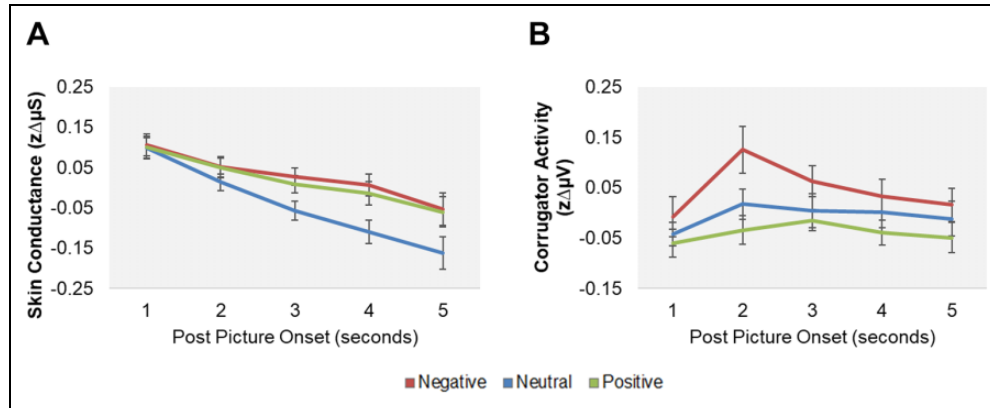 A
B
Skin Conductance (zΔµS)
0.25
0.15
0.05
-0.05
-0.15
-0.25
1 2 3 4 5
Post Picture Onset (seconds)
Corrugator Activity
(zΔµV)
0.25
0.15
0.05
-0.05
-0.15
1 2 3 4 5
Post Picture Onset (seconds)
Negative Neutral Positive